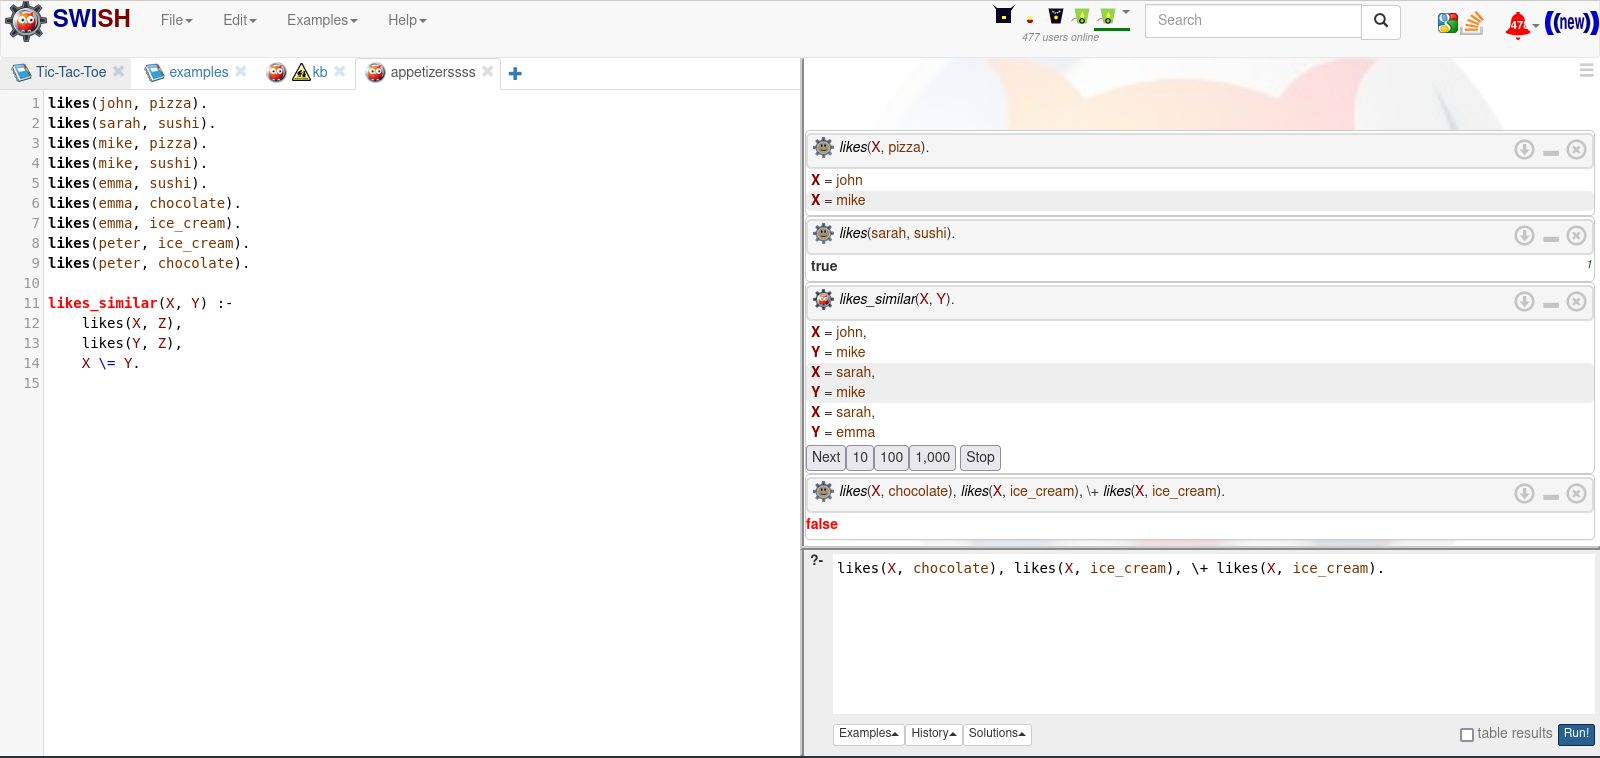 SWISH File Edit Examples Help 477 users online Search 478 ((new))
Tic-Tac-Toe examples kb appetizerssss
1 likes(john, pizza).
2 likes(sarah, sushi).
3 likes(mike, pizza).
4 likes(mike, sushi).
5 likes(emma, sushi).
6 likes(emma, chocolate).
7 likes(emma, ice_cream).
8 likes(peter, ice_cream).
9 likes(peter, chocolate).
10
11 likes_similar(X, Y) :-
12 likes(X, Z),
13 likes(Y, Z),
14 X \= Y.
15
likes(X, pizza).
X = john
X = mike
likes(sarah, sushi).
true 1
likes_similar(X, Y).
X = john,
Y = mike
X = sarah,
Y = mike
X = sarah,
Y = emma
Next 10 100 1,000 Stop
likes(X, chocolate), likes(X, ice_cream), \+ likes(X, ice_cream).
false
?- likes(X, chocolate), likes(X, ice_cream), \+ likes(X, ice_cream).
Examples History Solutions table results Run!